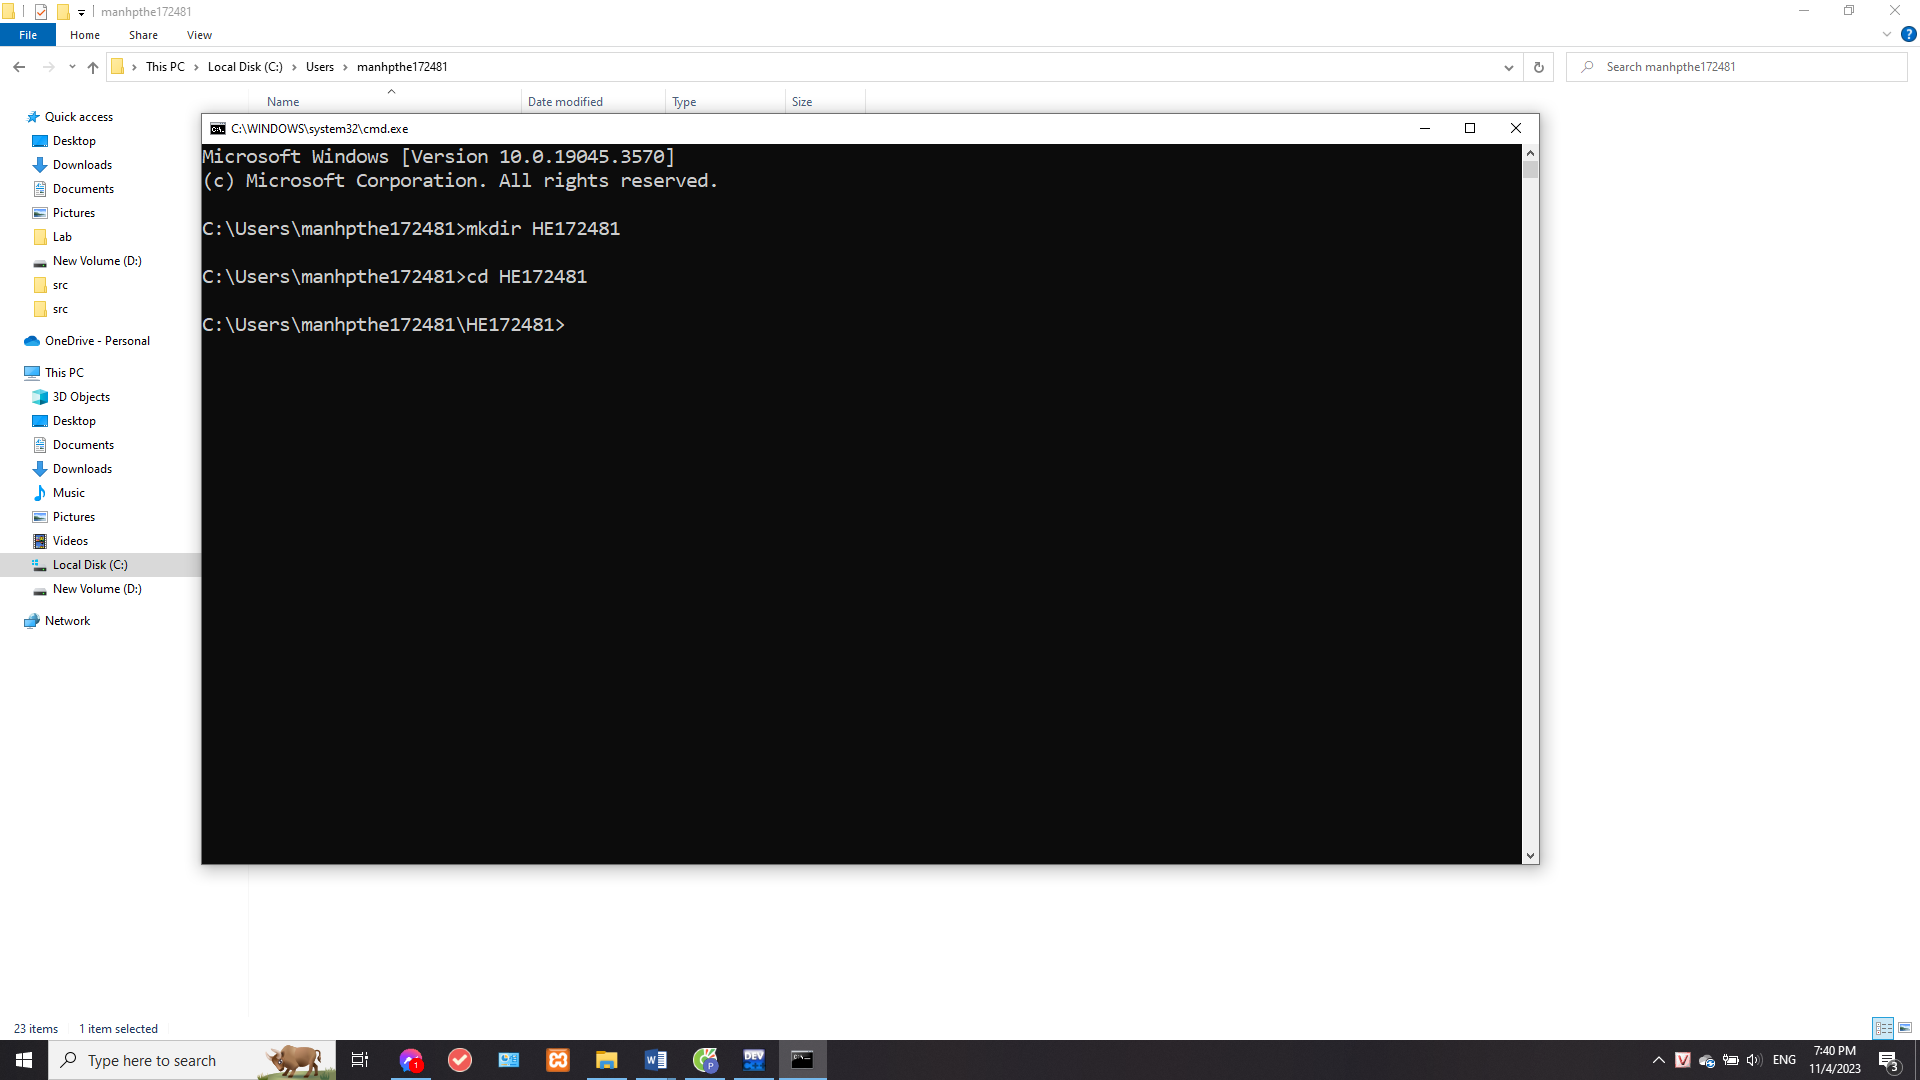 manhpthe172481
File Home Share View
This PC Local Disk (C:) Users manhpthe172481
Search manhpthe172481
Name Date modified Type Size
Quick access
Desktop
Downloads
Documents
Pictures
Lab
New Volume (D:)
src
src
OneDrive - Personal
This PC
3D Objects
Desktop
Documents
Downloads
Music
Pictures
Videos
Local Disk (C:)
New Volume (D:)
Network
C:\WINDOWS\system32\cmd.exe
Microsoft Windows [Version 10.0.19045.3570]
(c) Microsoft Corporation. All rights reserved.
C:\Users\manhpthe172481>mkdir HE172481
C:\Users\manhpthe172481>cd HE172481
C:\Users\manhpthe172481\HE172481>
23 items 1 item selected
Type here to search
1
W
P
DEV
V
ENG
7:40 PM
11/4/2023
3